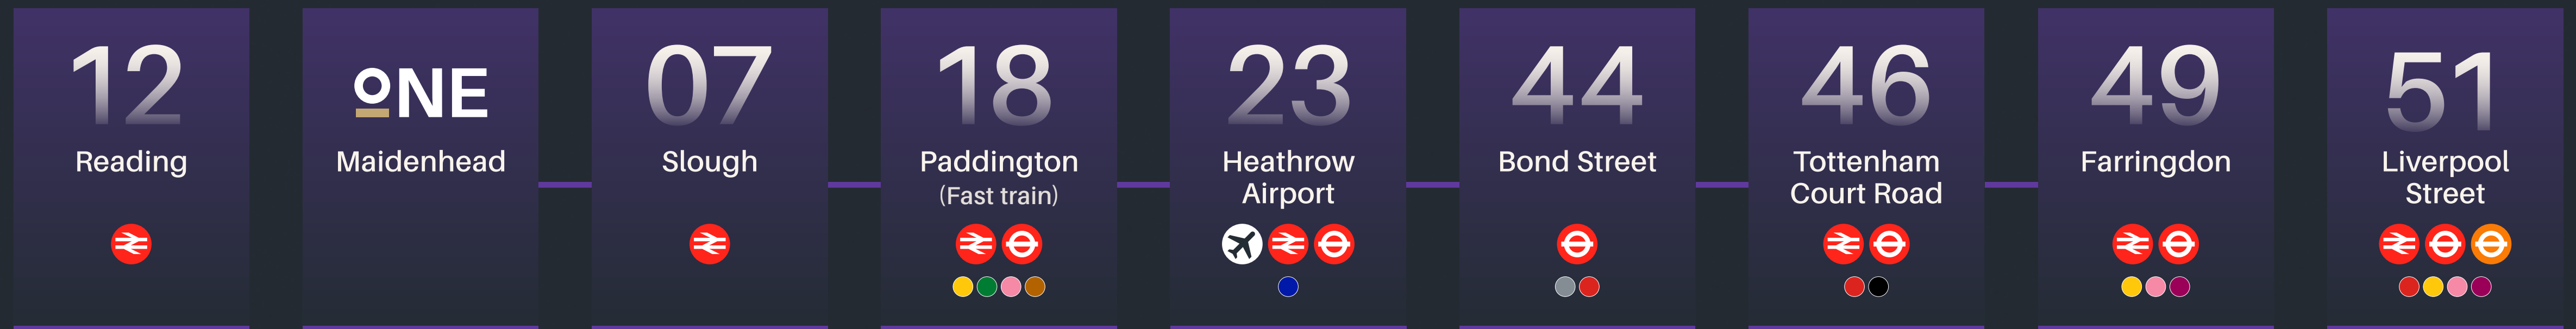 12
Reading
ONE
Maidenhead
07
Slough
18
Paddington
(Fast train)
23
Heathrow
Airport
44
Bond Street
46
Tottenham
Court Road
49
Farringdon
51
Liverpool
Street